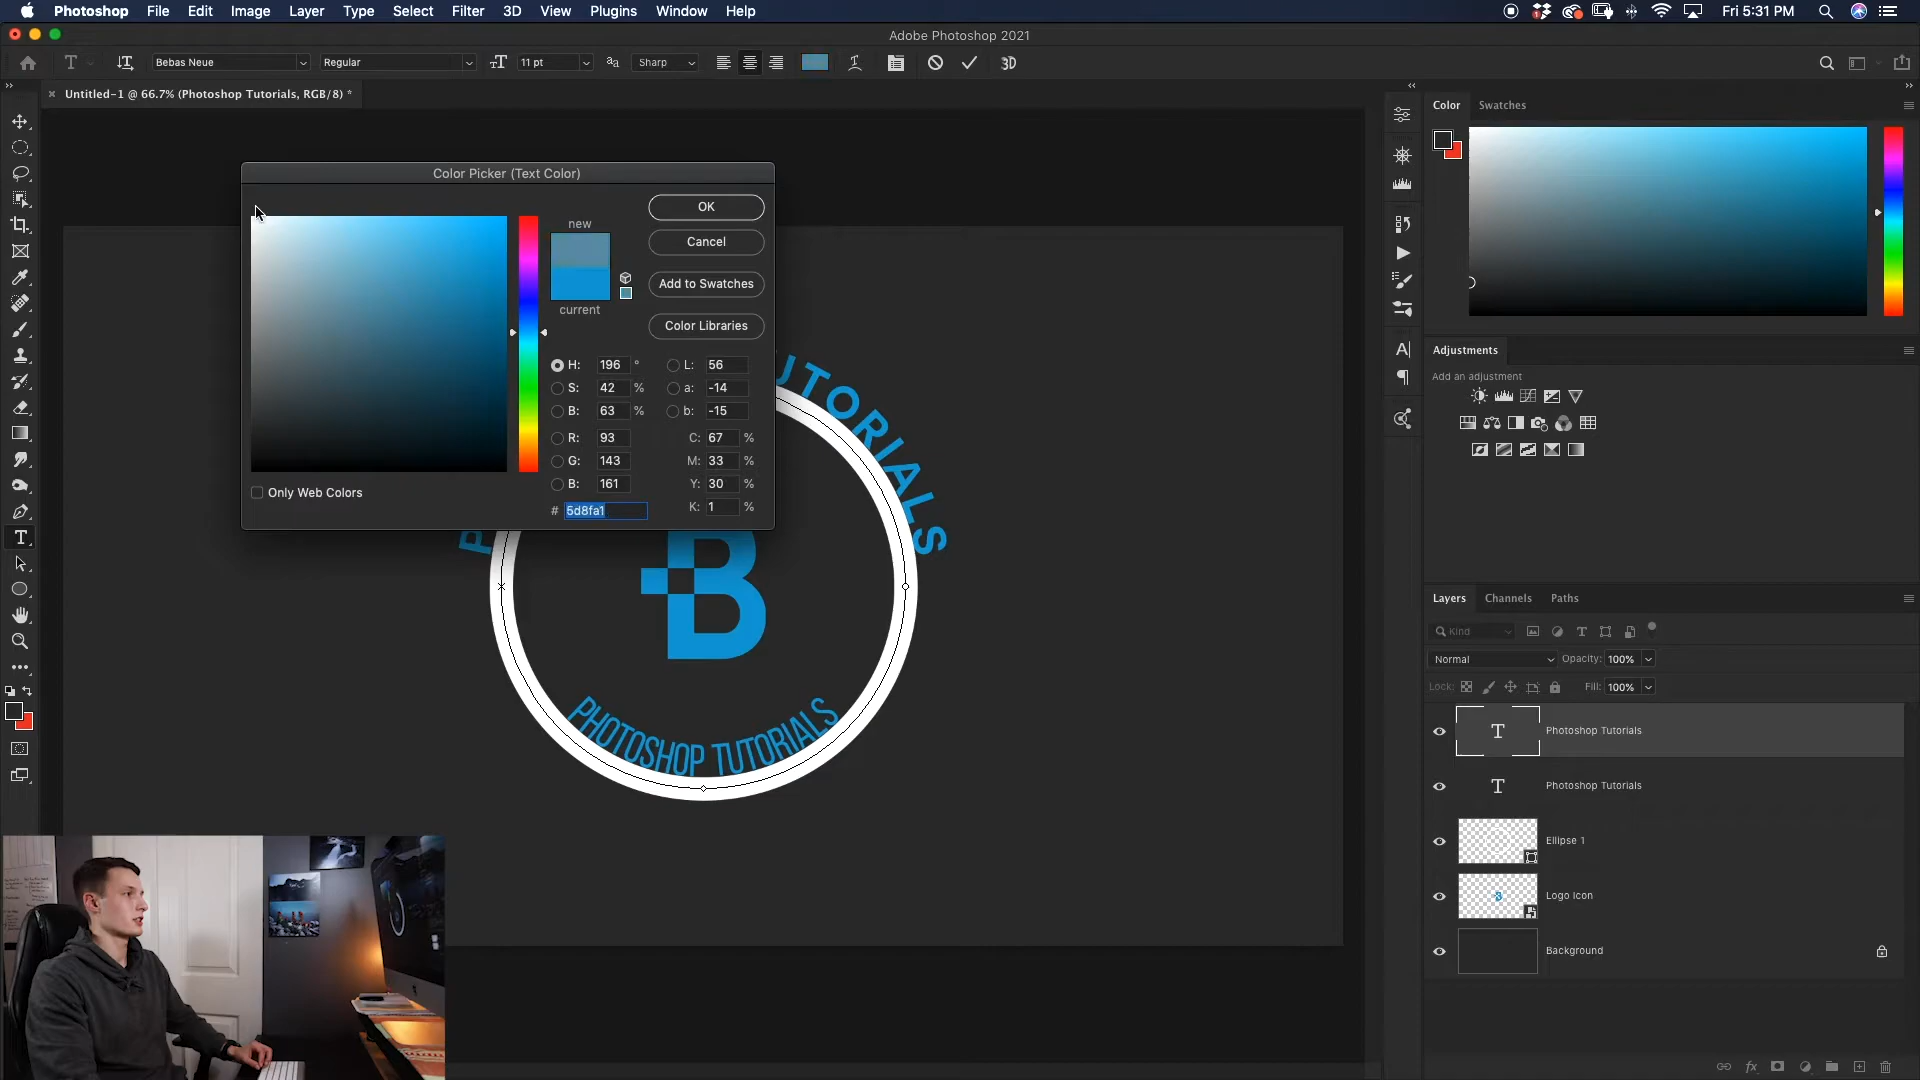 Photoshop File Edit Image Layer Type Select Filter 3D View Plugins Window Help Fri 5:31 PM
Adobe Photoshop 2021
Bebas Neue Regular 11 pt Sharp 3D
Untitled-1 @ 66.7% (Photoshop Tutorials, RGB/8) *
Color Swatches
Color Picker (Text Color)
new
current
OK
Cancel
Add to Swatches
Color Libraries
H: 196 °
S: 42 %
B: 63 %
R: 93
G: 143
B: 161
# 5d8fa1
L: 56
a: -14
b: -15
C: 67 %
M: 33 %
Y: 30 %
K: 1 %
Only Web Colors
UTORIALS
P
B
PHOTOSHOP TUTORIALS
Adjustments
Add an adjustment
Layers Channels Paths
Kind
Normal Opacity: 100%
Lock: Fill: 100%
T Photoshop Tutorials
T Photoshop Tutorials
Ellipse 1
Logo Icon
Background